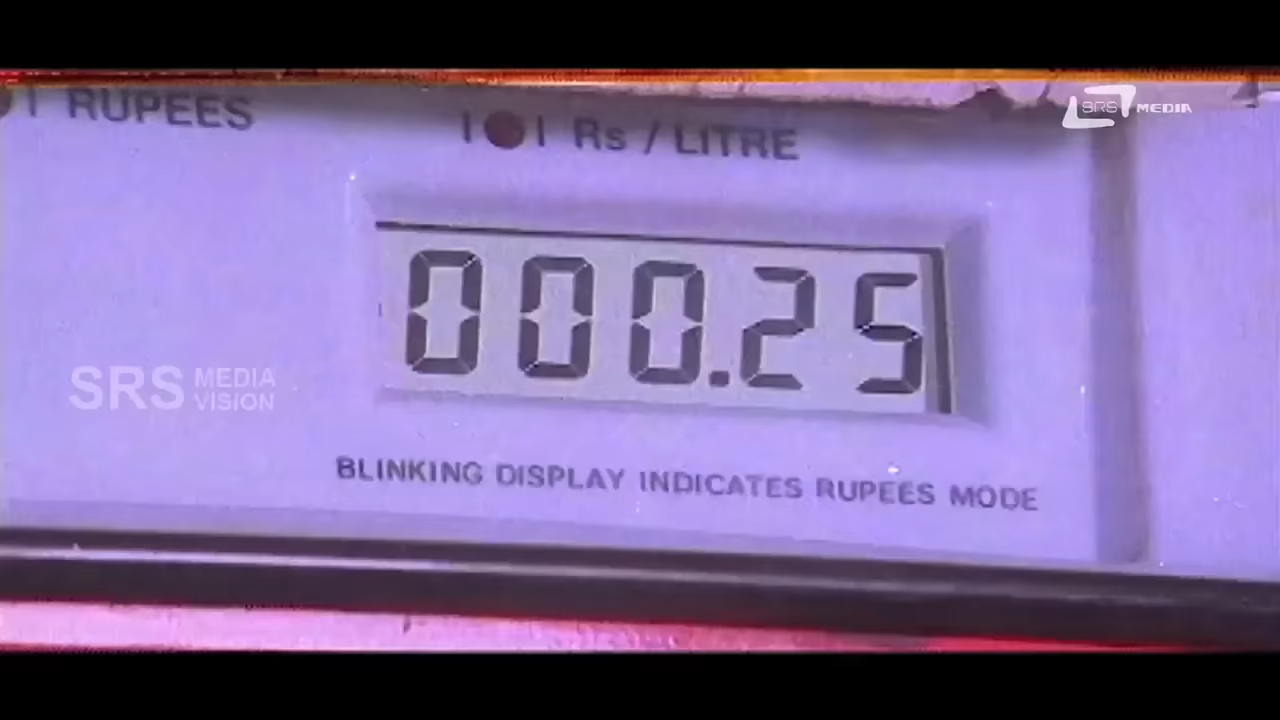 RUPEES
Rs / LITRE
SRS MEDIA
000.25
SRS MEDIA VISION
BLINKING DISPLAY INDICATES RUPEES MODE